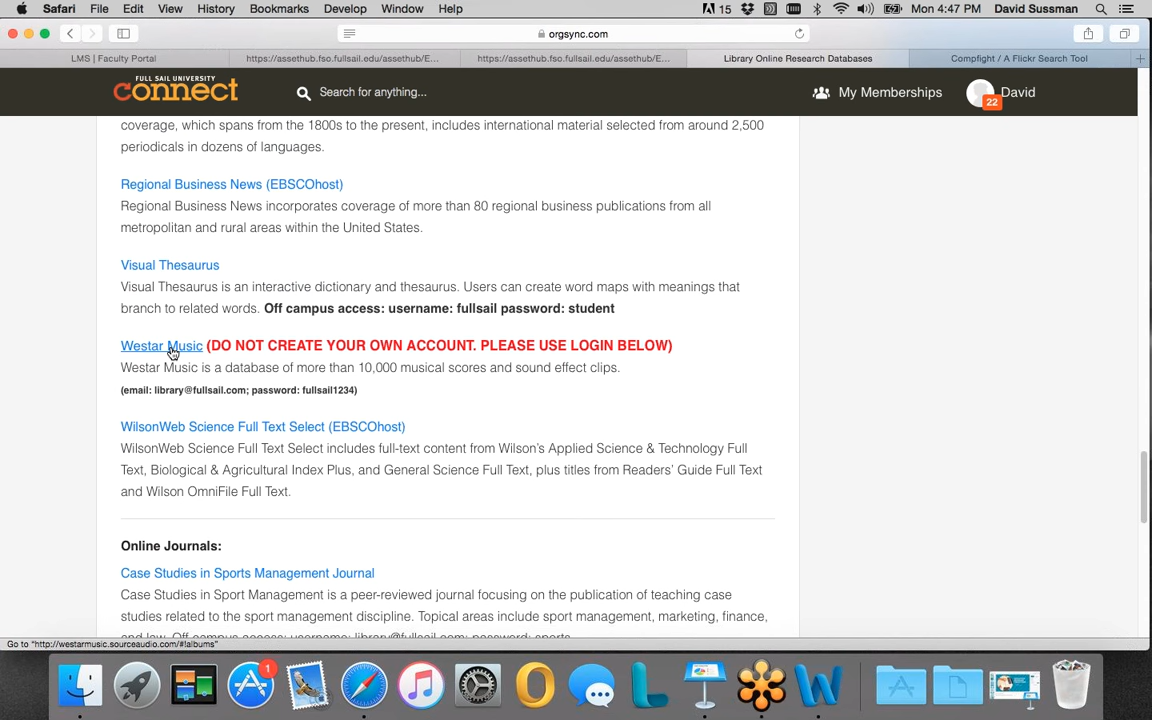 Safari File Edit View History Bookmarks Develop Window Help 15 Mon 4:47 PM David Sussman
orgsync.com
LMS | Faculty Portal https://assethub.fso.fullsail.edu/assethub/E... https://assethub.fso.fullsail.edu/assethub/E... Library Online Research Databases Compfight / A Flickr Search Tool +
FULL SAIL UNIVERSITY
connect
Search for anything... My Memberships 22 David
coverage, which spans from the 1800s to the present, includes international material selected from around 2,500
periodicals in dozens of languages.
Regional Business News (EBSCOhost)
Regional Business News incorporates coverage of more than 80 regional business publications from all
metropolitan and rural areas within the United States.
Visual Thesaurus
Visual Thesaurus is an interactive dictionary and thesaurus. Users can create word maps with meanings that
branch to related words. Off campus access: username: fullsail password: student
Westar Music (DO NOT CREATE YOUR OWN ACCOUNT. PLEASE USE LOGIN BELOW)
Westar Music is a database of more than 10,000 musical scores and sound effect clips.
(email: library@fullsail.com; password: fullsail1234)
WilsonWeb Science Full Text Select (EBSCOhost)
WilsonWeb Science Full Text Select includes full-text content from Wilson's Applied Science & Technology Full
Text, Biological & Agricultural Index Plus, and General Science Full Text, plus titles from Readers' Guide Full Text
and Wilson OmniFile Full Text.
Online Journals:
Case Studies in Sports Management Journal
Case Studies in Sport Management is a peer-reviewed journal focusing on the publication of teaching case
studies related to the sport management discipline. Topical areas include sport management, marketing, finance,
and law. Off campus access: username: library@fullsail.com; password: sports
Go to "http://westarmusic.sourceaudio.com/#!albums"
1